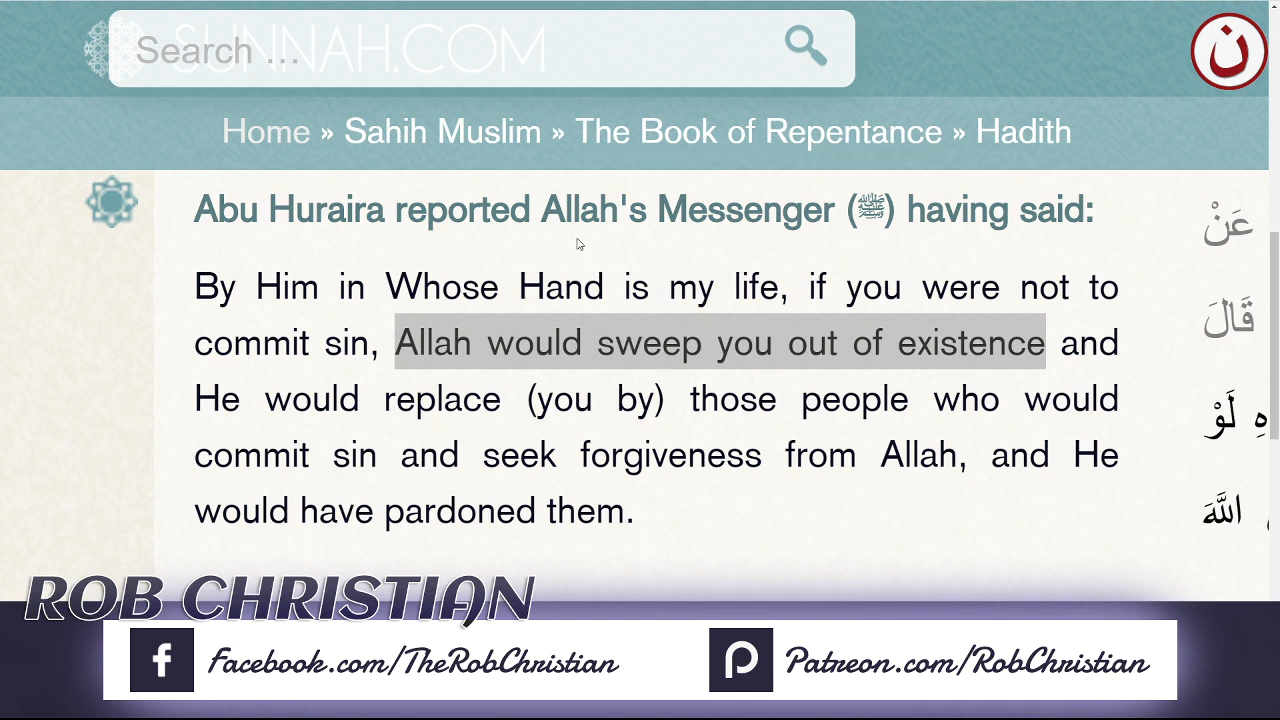 SUNNAH.COM
Search ...
ن
Home » Sahih Muslim » The Book of Repentance » Hadith
Abu Huraira reported Allah's Messenger (ﷺ) having said:
By Him in Whose Hand is my life, if you were not to
commit sin, Allah would sweep you out of existence and
He would replace (you by) those people who would
commit sin and seek forgiveness from Allah, and He
would have pardoned them.
عَنْ
قَالَ
هِ لَوْ
اللَّهَ
ROB CHRISTIAN
f Facebook.com/TheRobChristian
Patreon.com/RobChristian